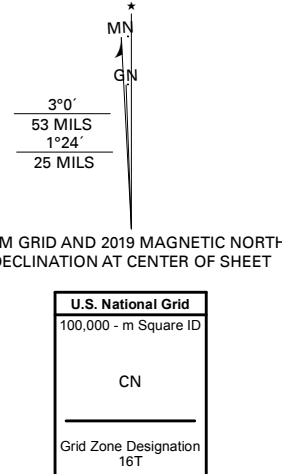 ★
MN
GN
3°0´
53 MILS
1°24´
25 MILS
M GRID AND 2019 MAGNETIC NORTH
DECLINATION AT CENTER OF SHEET
U.S. National Grid
100,000 - m Square ID
CN
Grid Zone Designation
16T